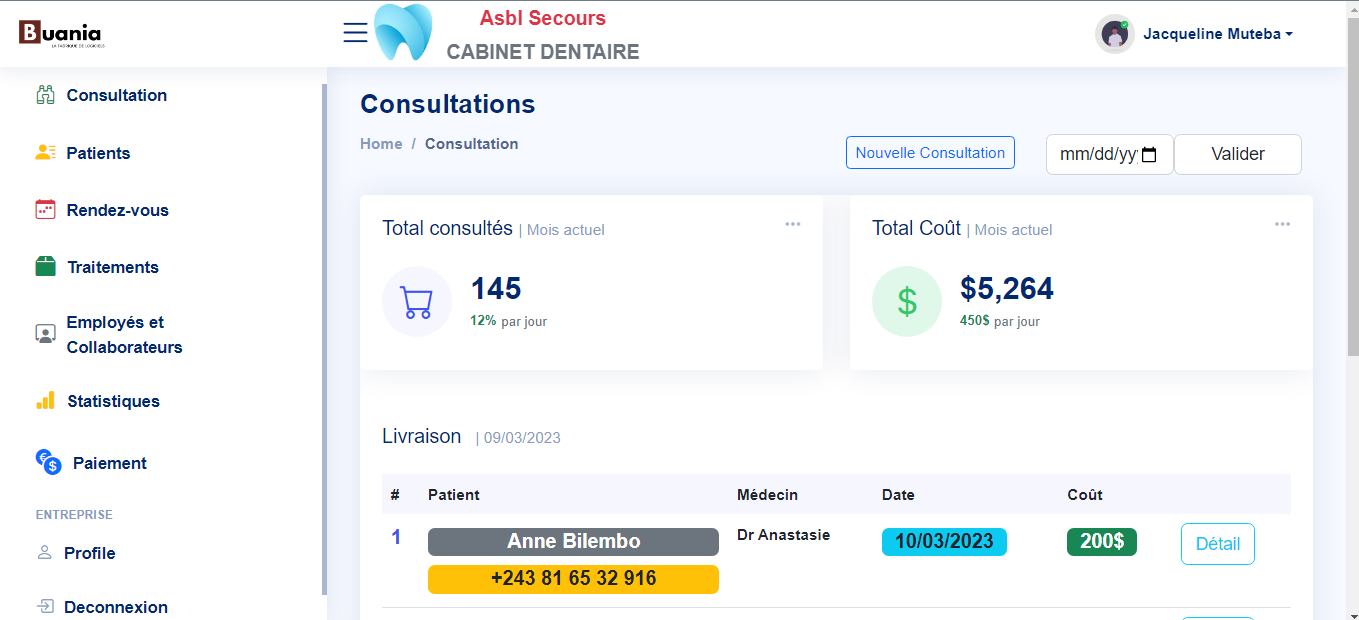 Buania
LA FABRIQUE DE LOGICIELS
Asbl Secours
CABINET DENTAIRE
Jacqueline Muteba
Consultation
Patients
Rendez-vous
Traitements
Employés et
Collaborateurs
Statistiques
Paiement
ENTREPRISE
Profile
Deconnexion
Consultations
Home / Consultation
Nouvelle Consultation
mm/dd/yy
Valider
Total consultés | Mois actuel
145
12% par jour
Total Coût | Mois actuel
$
$5,264
450$ par jour
Livraison | 09/03/2023
# Patient Médecin Date Coût
1 Anne Bilembo Dr Anastasie 10/03/2023 200$ Détail
+243 81 65 32 916